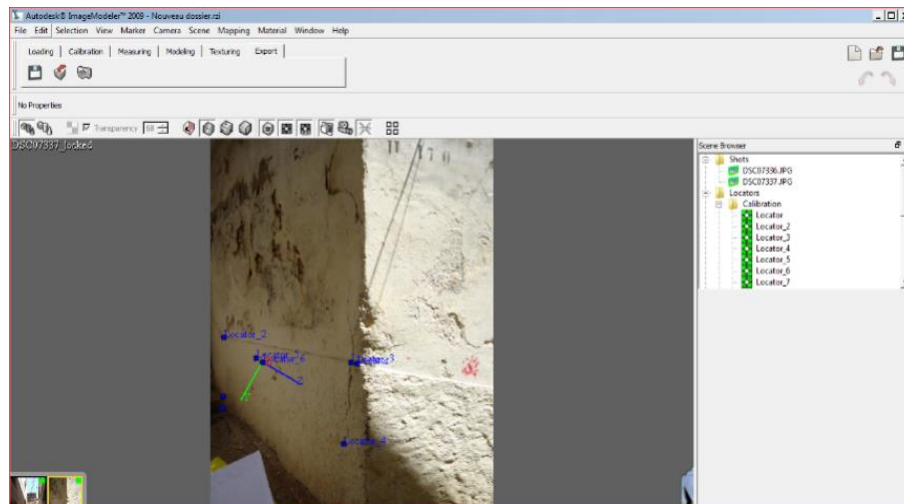 Autodesk® ImageModeler™ 2009 - Nouveau dossier.rzi
File Edit Selection View Marker Camera Scene Mapping Material Window Help
Loading Calibration Measuring Modeling Texturing Export
No Properties
Transparency
DSC07337_locked
Scene Browser
Shots
DSC07336.JPG
DSC07337.JPG
Locators
Calibration
Locator
Locator_2
Locator_3
Locator_4
Locator_5
Locator_6
Locator_7
Locator_2
Locator_4